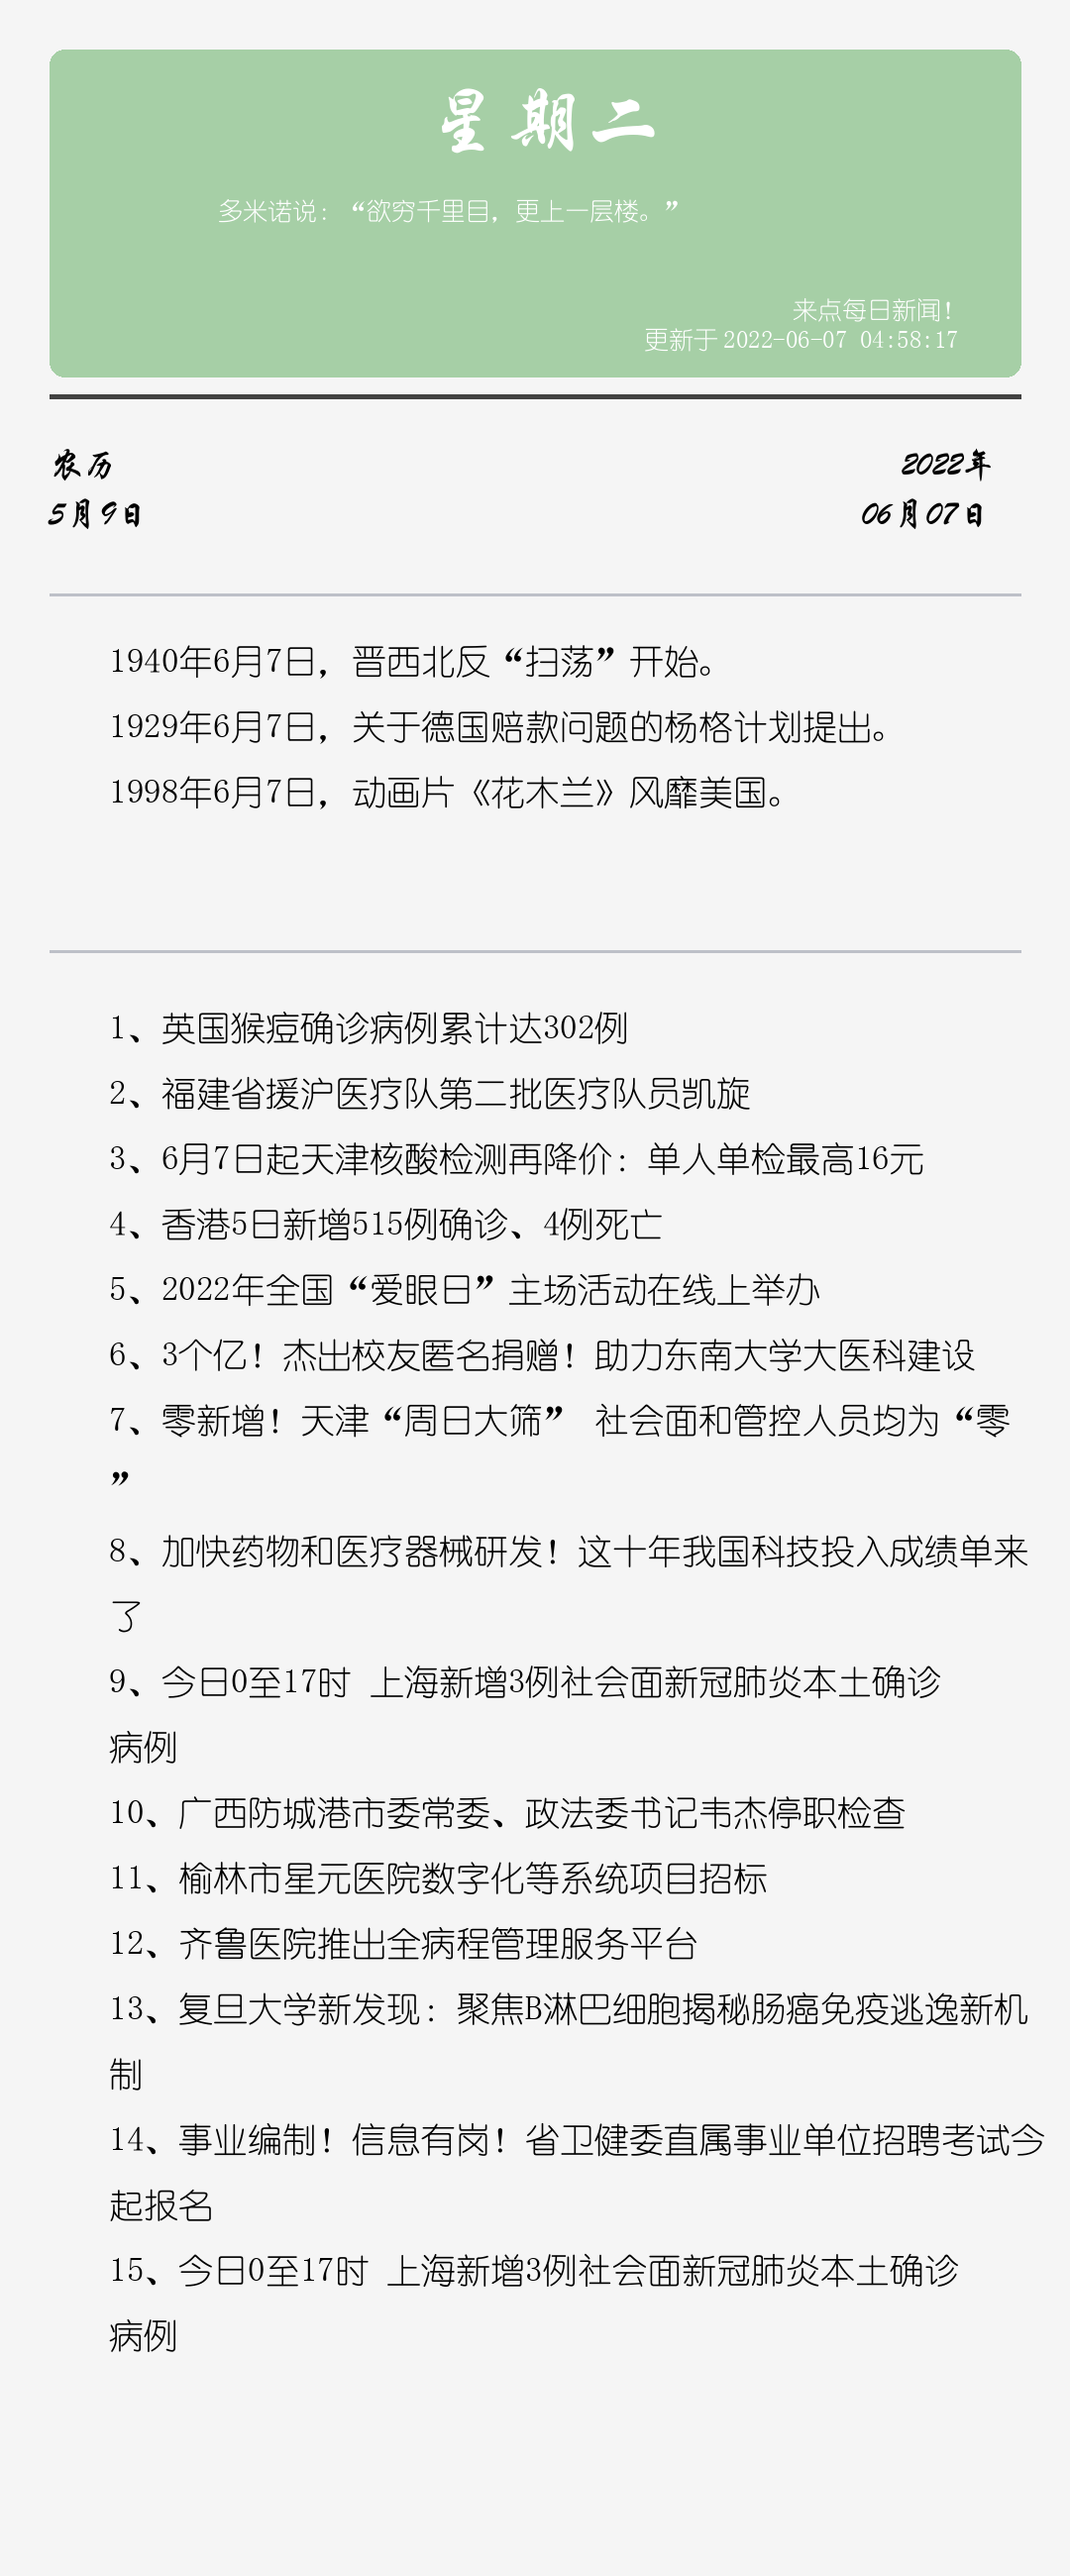 星期二
多米诺说：“欲穷千里目，更上一层楼。”
来点每日新闻！
更新于 2022-06-07 04:58:17
农历
5月9日
2022年
06月07日
1940年6月7日，晋西北反“扫荡”开始。
1929年6月7日，关于德国赔款问题的杨格计划提出。
1998年6月7日，动画片《花木兰》风靡美国。
1、英国猴痘确诊病例累计达302例
2、福建省援沪医疗队第二批医疗队员凯旋
3、6月7日起天津核酸检测再降价：单人单检最高16元
4、香港5日新增515例确诊、4例死亡
5、2022年全国“爱眼日”主场活动在线上举办
6、3个亿！杰出校友匿名捐赠！助力东南大学大医科建设
7、零新增！天津“周日大筛” 社会面和管控人员均为“零
”
8、加快药物和医疗器械研发！这十年我国科技投入成绩单来
了
9、今日0至17时 上海新增3例社会面新冠肺炎本土确诊
病例
10、广西防城港市委常委、政法委书记韦杰停职检查
11、榆林市星元医院数字化等系统项目招标
12、齐鲁医院推出全病程管理服务平台
13、复旦大学新发现：聚焦B淋巴细胞揭秘肠癌免疫逃逸新机
制
14、事业编制！信息有岗！省卫健委直属事业单位招聘考试今
起报名
15、今日0至17时 上海新增3例社会面新冠肺炎本土确诊
病例